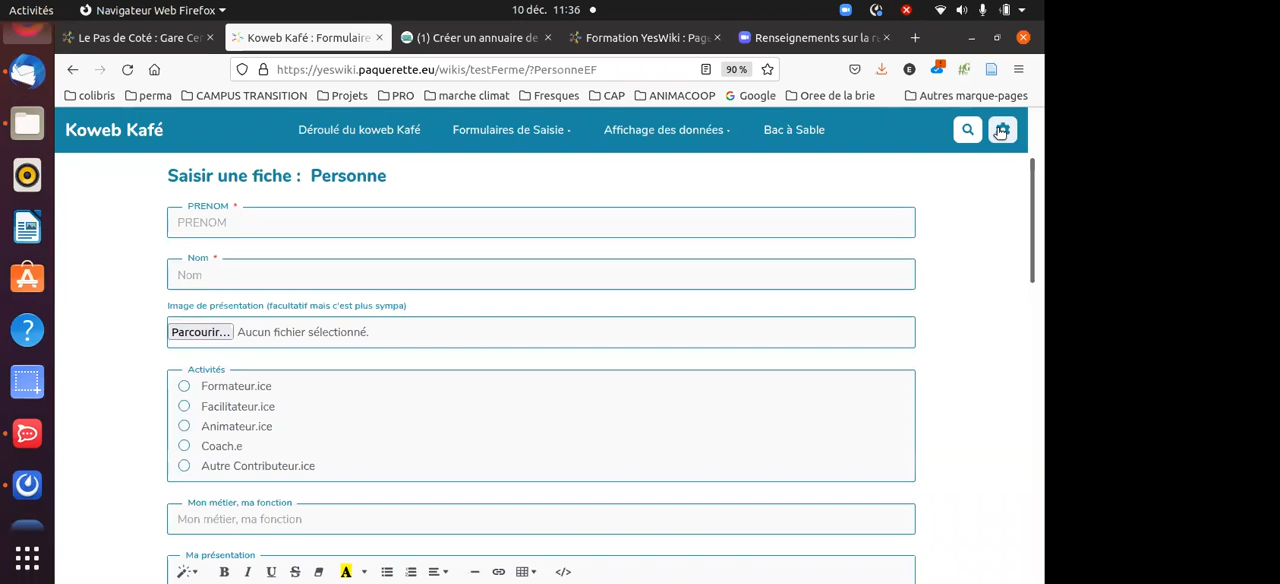 Activités
Navigateur Web Firefox
10 déc. 11:36
Le Pas de Coté : Gare Cer
Koweb Kafé : Formulaire
(1) Créer un annuaire de
Formation YesWiki : Pag
Renseignements sur la r
https://yeswiki.paquerette.eu/wikis/testFerme/?PersonneEF
90 %
colibris
perma
CAMPUS TRANSITION
Projets
PRO
marche climat
Fresques
CAP
ANIMACOOP
Google
Oree de la brie
Autres marque-pages
Koweb Kafé
Déroulé du koweb Kafé
Formulaires de Saisie
Affichage des données
Bac à Sable
Saisir une fiche : Personne
PRENOM *
PRENOM
Nom *
Nom
Image de présentation (facultatif mais c'est plus sympa)
Parcourir... Aucun fichier sélectionné.
Activités
Formateur.ice
Facilitateur.ice
Animateur.ice
Coach.e
Autre Contributeur.ice
Mon métier, ma fonction
Mon métier, ma fonction
Ma présentation
B I U S A </>